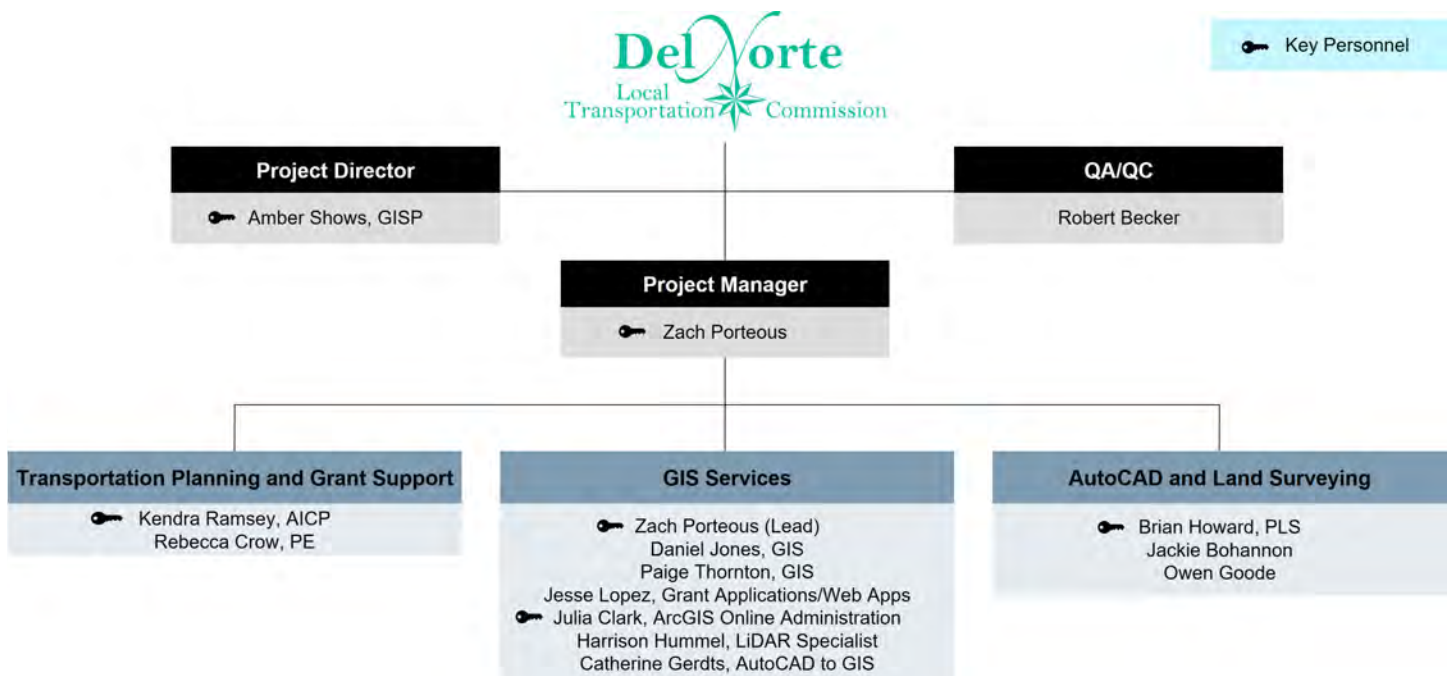 Del Norte
Local
Transportation Commission
Key Personnel
Project Director
Amber Shows, GISP
QA/QC
Robert Becker
Project Manager
Zach Porteous
Transportation Planning and Grant Support
Kendra Ramsey, AICP
Rebecca Crow, PE
GIS Services
Zach Porteous (Lead)
Daniel Jones, GIS
Paige Thornton, GIS
Jesse Lopez, Grant Applications/Web Apps
Julia Clark, ArcGIS Online Administration
Harrison Hummel, LiDAR Specialist
Catherine Gerdts, AutoCAD to GIS
AutoCAD and Land Surveying
Brian Howard, PLS
Jackie Bohannon
Owen Goode